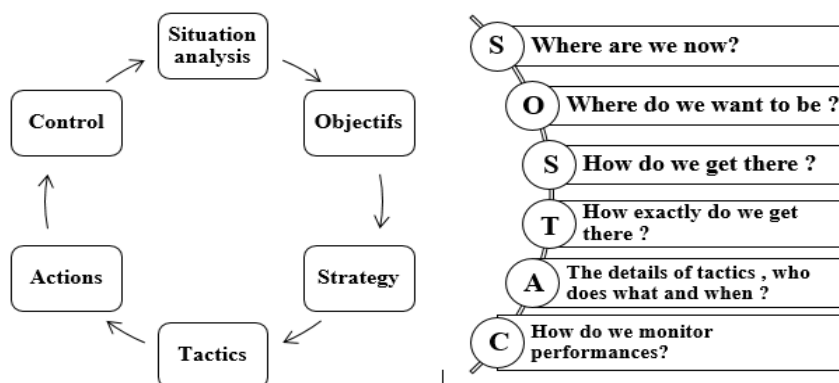 Situation
analysis
Objectifs
Strategy
Tactics
Actions
Control
S
Where are we now?
O
Where do we want to be ?
S
How do we get there ?
T
How exactly do we get
there ?
A
The details of tactics , who
does what and when ?
C
How do we monitor
performances?